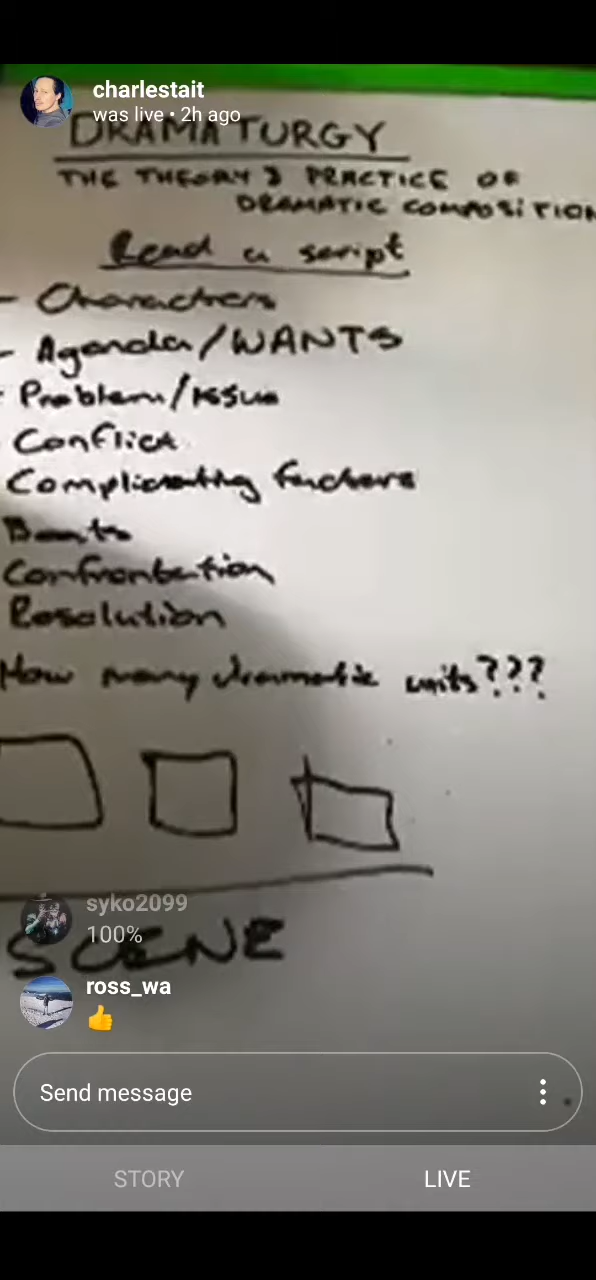 charlestait
was live • 2h ago
DRAMATURGY
THE THEORY & PRACTICE OF
DRAMATIC COMPOSITION
Read a script
- Characters
- Agenda/WANTS
- Problem/issue
Conflict
Complicating factors
Beats
Confrontation
Resolution
How many dramatic units???
SCENE
syko2099
100%
ross_wa
👍
Send message
STORY
LIVE